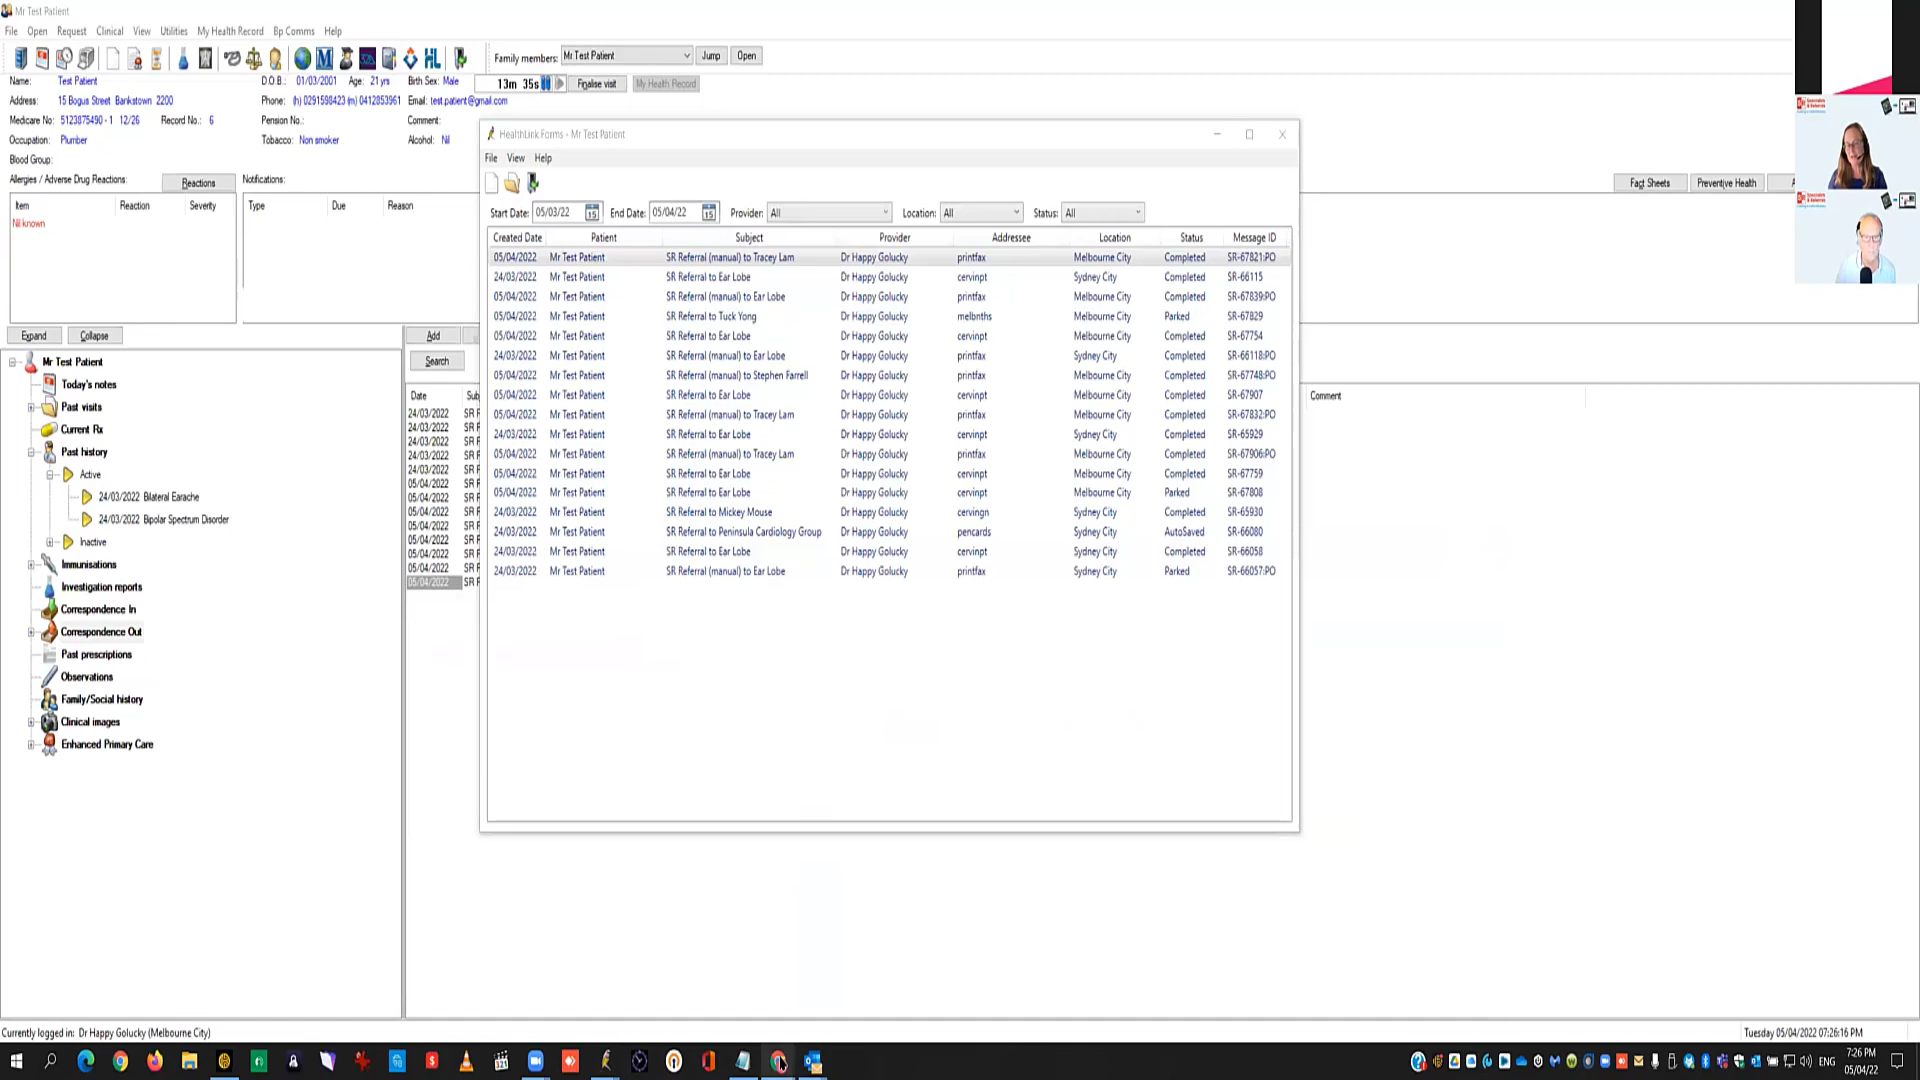 Mr Test Patient
File Open Request Clinical View Utilities My Health Record Bp Comms Help
Family members: Mr Test Patient Jump Open
Name: Test Patient D.O.B.: 01/03/2001 Age: 21 yrs Birth Sex: Male 13m 35s Finalise visit My Health Record
Address: 15 Bogus Street Bankstown 2200 Phone: (h) 0291598423 (m) 0412853961 Email: test.patient@gmail.com
Medicare No: 5123875490 - 1 12/26 Record No.: 6 Pension No.: Comment:
Occupation: Plumber Tobacco: Non smoker Alcohol: Nil
Blood Group:
Allergies / Adverse Drug Reactions: Reactions Notifications:
Fact Sheets Preventive Health
Item Reaction Severity Type Due Reason
Nil known
Expand Collapse Add
Search
Mr Test Patient
Today's notes
Past visits
Current Rx
Past history
Active
24/03/2022 Bilateral Earache
24/03/2022 Bipolar Spectrum Disorder
Inactive
Immunisations
Investigation reports
Correspondence In
Correspondence Out
Past prescriptions
Observations
Family/Social history
Clinical images
Enhanced Primary Care
Date Comment
24/03/2022 SR
24/03/2022 SR
24/03/2022 SR
24/03/2022 SR
24/03/2022 SR
05/04/2022 SR
05/04/2022 SR
05/04/2022 SR
05/04/2022 SR
05/04/2022 SR
05/04/2022 SR
05/04/2022 SR
05/04/2022 SR
HealthLink Forms - Mr Test Patient
File View Help
Start Date: 05/03/22 15 End Date: 05/04/22 15 Provider: All Location: All Status: All
Created Date Patient Subject Provider Addressee Location Status Message ID
05/04/2022 Mr Test Patient SR Referral (manual) to Tracey Lam Dr Happy Golucky printfax Melbourne City Completed SR-67821:PO
24/03/2022 Mr Test Patient SR Referral to Ear Lobe Dr Happy Golucky cervinpt Sydney City Completed SR-66115
05/04/2022 Mr Test Patient SR Referral (manual) to Ear Lobe Dr Happy Golucky printfax Melbourne City Completed SR-67839:PO
05/04/2022 Mr Test Patient SR Referral to Tuck Yong Dr Happy Golucky melbnths Melbourne City Parked SR-67829
05/04/2022 Mr Test Patient SR Referral to Ear Lobe Dr Happy Golucky cervinpt Melbourne City Completed SR-67754
24/03/2022 Mr Test Patient SR Referral (manual) to Ear Lobe Dr Happy Golucky printfax Sydney City Completed SR-66118:PO
05/04/2022 Mr Test Patient SR Referral (manual) to Stephen Farrell Dr Happy Golucky printfax Melbourne City Completed SR-67748:PO
05/04/2022 Mr Test Patient SR Referral to Ear Lobe Dr Happy Golucky cervinpt Melbourne City Completed SR-67907
05/04/2022 Mr Test Patient SR Referral (manual) to Tracey Lam Dr Happy Golucky printfax Melbourne City Completed SR-67832:PO
24/03/2022 Mr Test Patient SR Referral to Ear Lobe Dr Happy Golucky cervinpt Sydney City Completed SR-65929
05/04/2022 Mr Test Patient SR Referral (manual) to Tracey Lam Dr Happy Golucky printfax Melbourne City Completed SR-67906:PO
05/04/2022 Mr Test Patient SR Referral to Ear Lobe Dr Happy Golucky cervinpt Melbourne City Completed SR-67759
05/04/2022 Mr Test Patient SR Referral to Ear Lobe Dr Happy Golucky cervinpt Melbourne City Parked SR-67808
24/03/2022 Mr Test Patient SR Referral to Mickey Mouse Dr Happy Golucky cervingn Sydney City Completed SR-65930
24/03/2022 Mr Test Patient SR Referral to Peninsula Cardiology Group Dr Happy Golucky pencards Sydney City AutoSaved SR-66080
24/03/2022 Mr Test Patient SR Referral to Ear Lobe Dr Happy Golucky cervinpt Sydney City Completed SR-66058
24/03/2022 Mr Test Patient SR Referral (manual) to Ear Lobe Dr Happy Golucky printfax Sydney City Parked SR-66057:PO
Currently logged in: Dr Happy Golucky (Melbourne City) Tuesday 05/04/2022 07:26:16 PM
ENG 7:26 PM
05/04/22